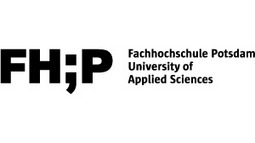 FH;P
Fachhochschule Potsdam
University of
Applied Sciences